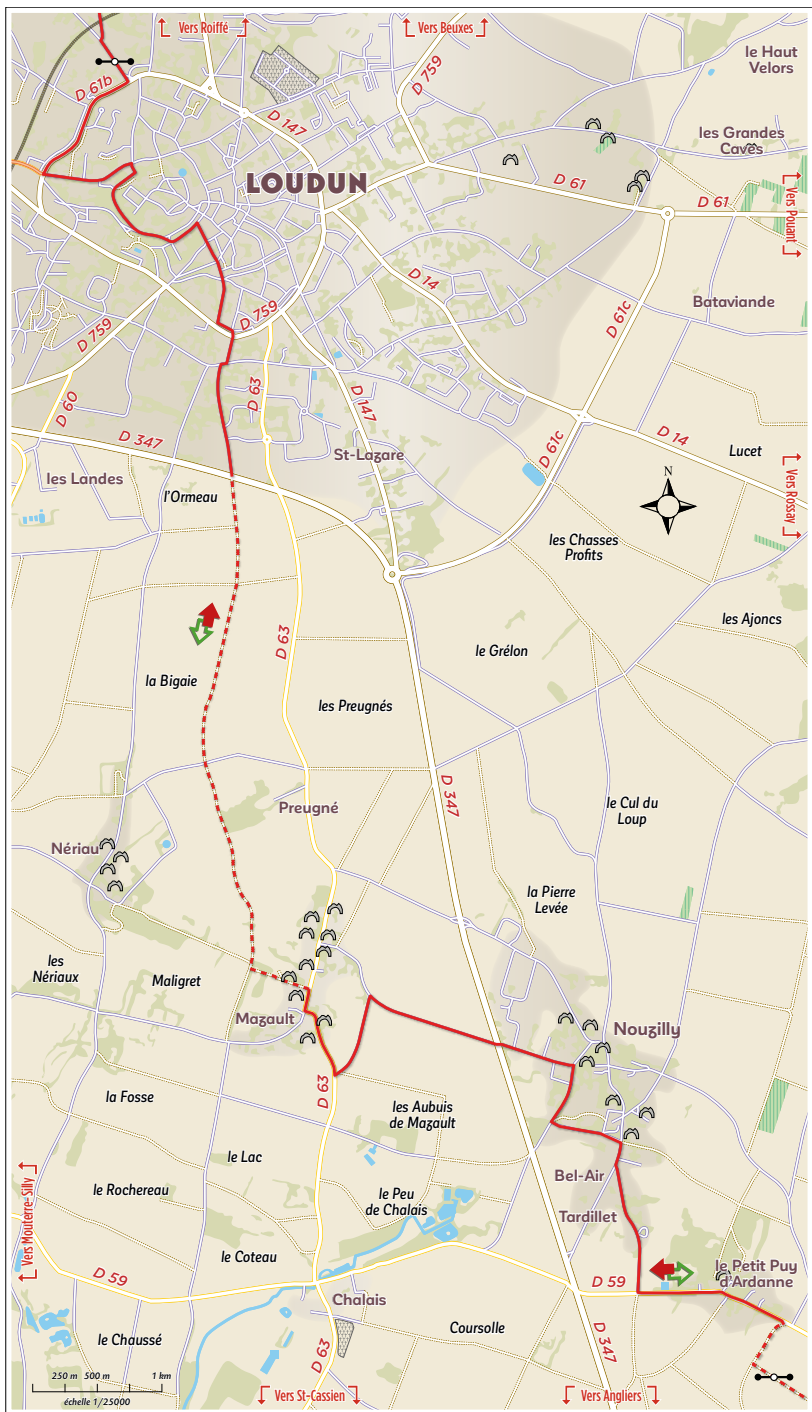 Vers Roiffé
Vers Beuxes
le Haut
Velors
D 61b
D 759
D 147
les Grandes
Caves
LOUDUN
D 61
D 61
Vers Pouant
D 14
Bataviande
D 759
D 759
D 61c
D 63
D 60
D 147
D 347
St-Lazare
D 61c
D 14
Lucet
les Landes
l'Ormeau
N
Vers Rossay
les Chasses
Profits
les Ajoncs
D 63
le Grélon
la Bigaie
les Preugnés
Preugné
D 347
le Cul du
Loup
Nériau
la Pierre
Levée
les
Nériaux
Maligret
Mazault
Nouzilly
la Fosse
D 63
les Aubuis
de Mazault
le Lac
Bel-Air
le Rochereau
le Peu
de Chalais
Tardillet
Vers Mouterre-Silly
le Coteau
le Petit Puy
d'Ardanne
D 59
D 59
Chalais
le Chaussé
Coursolle
D 63
D 347
250 m 500 m 1 km
échelle 1/25000
Vers St-Cassien
Vers Angliers